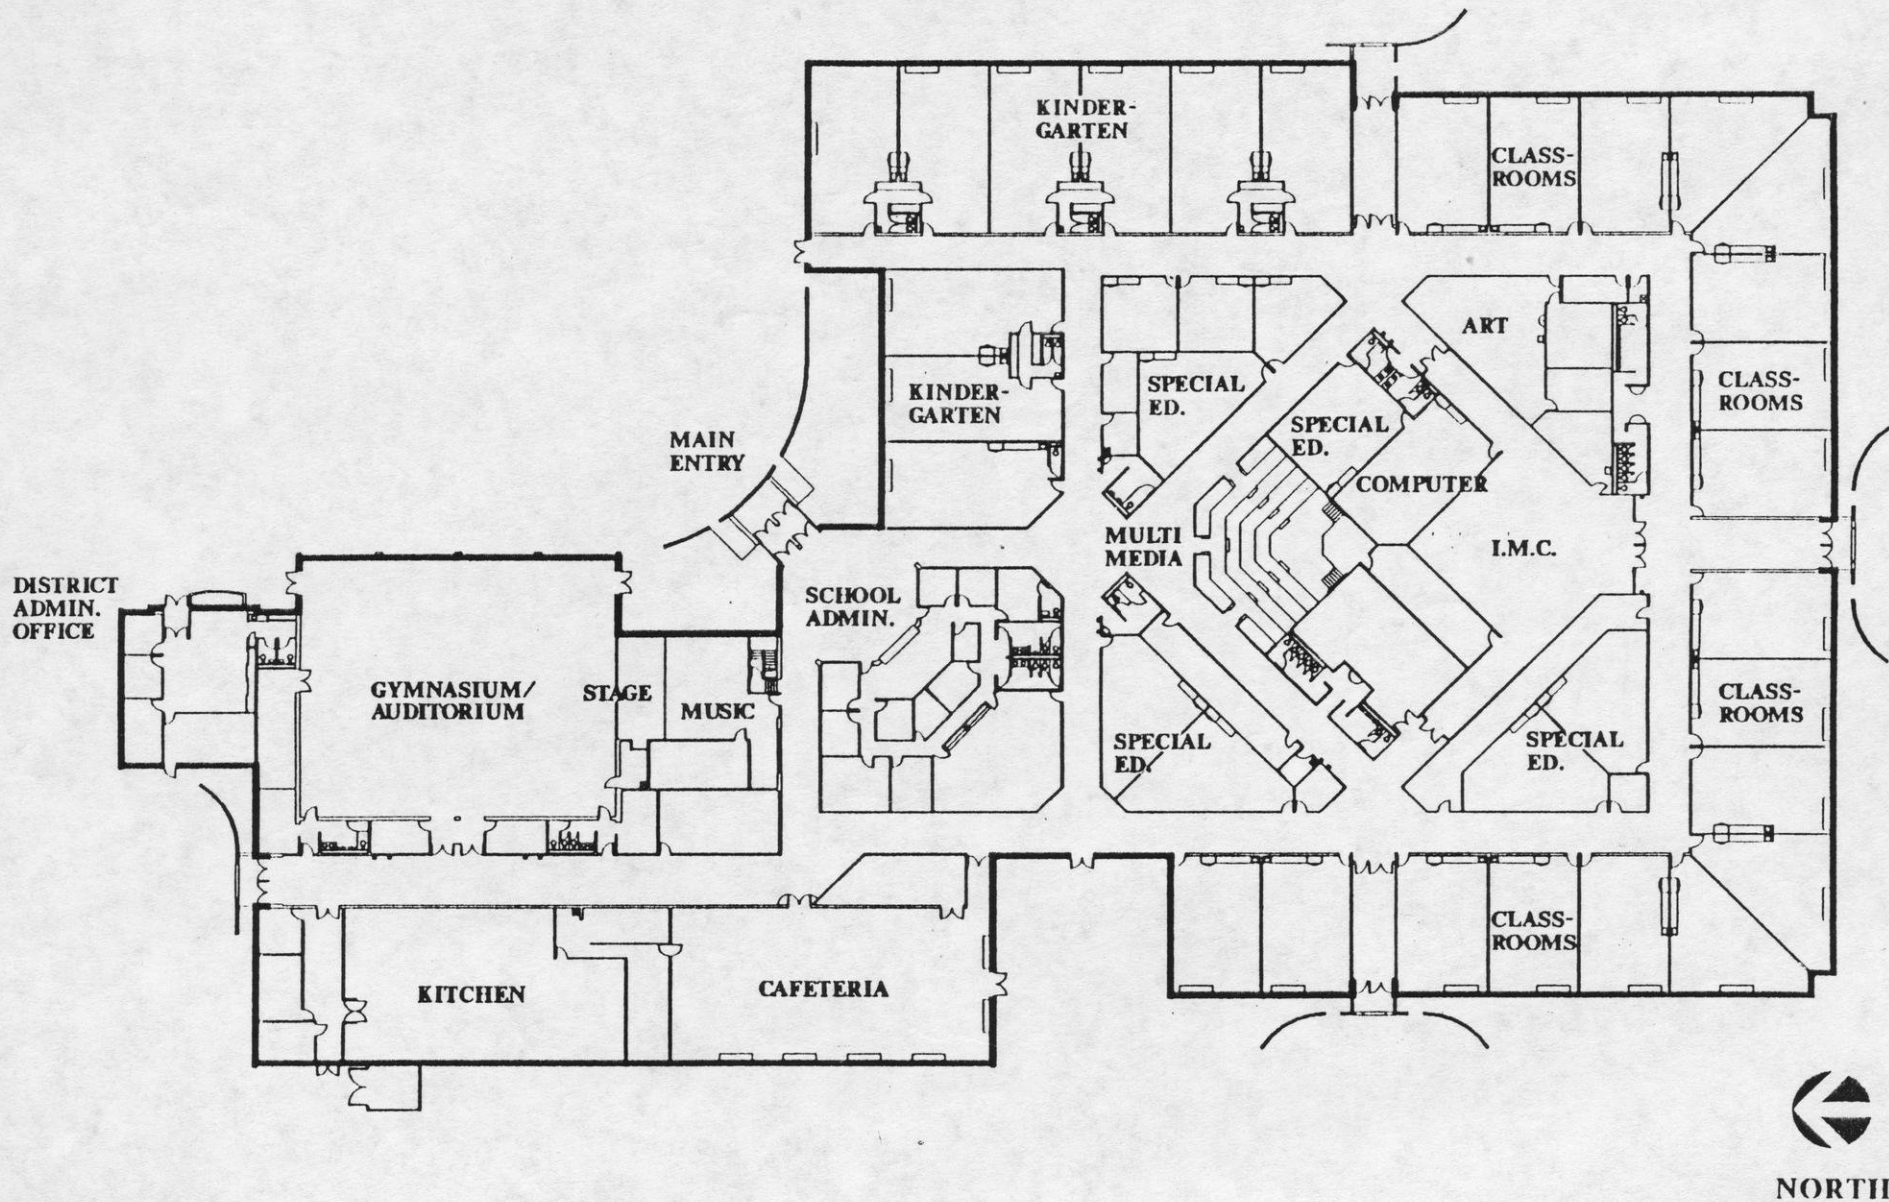 KINDER-
GARTEN
CLASS-
ROOMS
ART
KINDER-
GARTEN
SPECIAL
ED.
SPECIAL
ED.
CLASS-
ROOMS
MAIN
ENTRY
COMPUTER
MULTI
MEDIA
I.M.C.
DISTRICT
ADMIN.
OFFICE
SCHOOL
ADMIN.
GYMNASIUM/
AUDITORIUM
STAGE
MUSIC
SPECIAL
ED.
SPECIAL
ED.
CLASS-
ROOMS
CLASS-
ROOMS
KITCHEN
CAFETERIA
NORTH